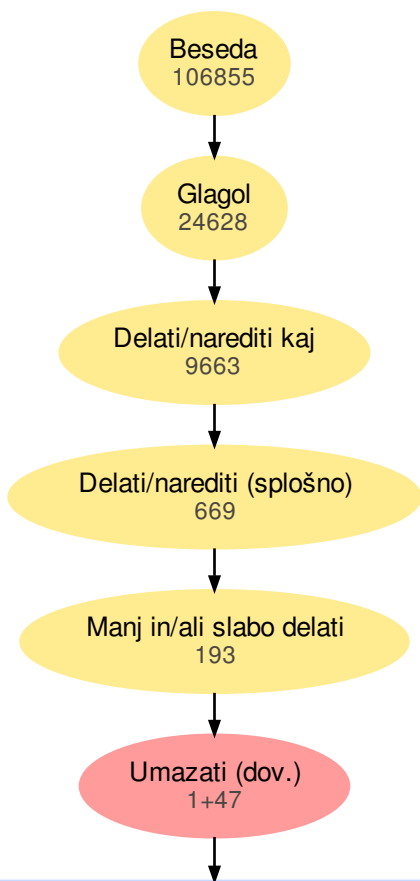 Beseda
106855
Glagol
24628
Delati/narediti kaj
9663
Delati/narediti (splošno)
669
Manj in/ali slabo delati
193
Umazati (dov.)
1+47